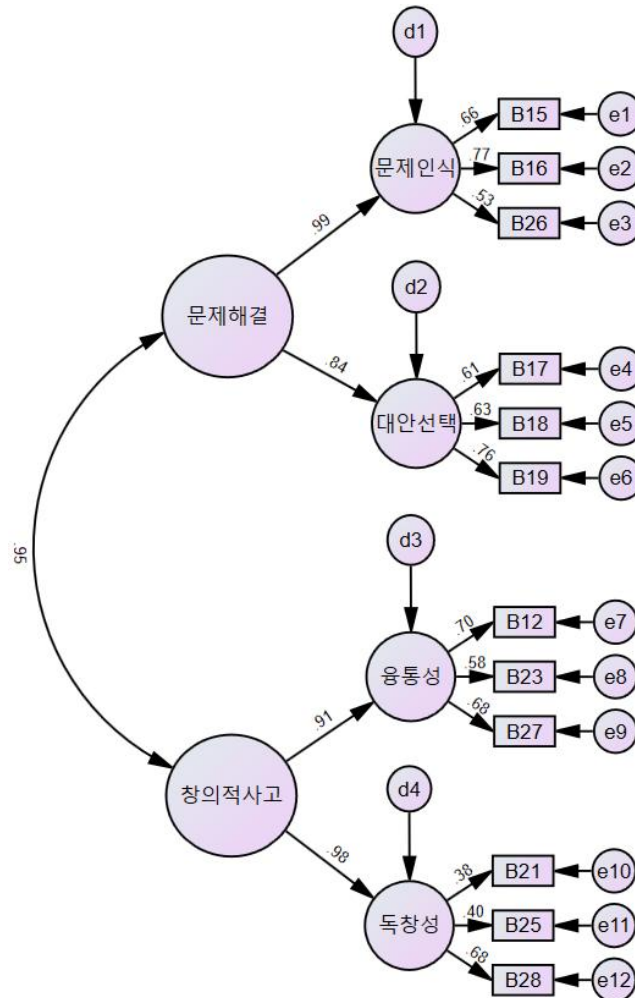 d1
.66
B15
e1
문제인식
.77
B16
e2
.53
B26
e3
.99
문제해결
d2
.84
.61
B17
e4
대안선택
.63
B18
e5
.76
B19
e6
.95
d3
.70
B12
e7
융통성
.58
B23
e8
.68
B27
e9
.91
창의적사고
d4
.98
.38
B21
e10
독창성
.40
B25
e11
.68
B28
e12